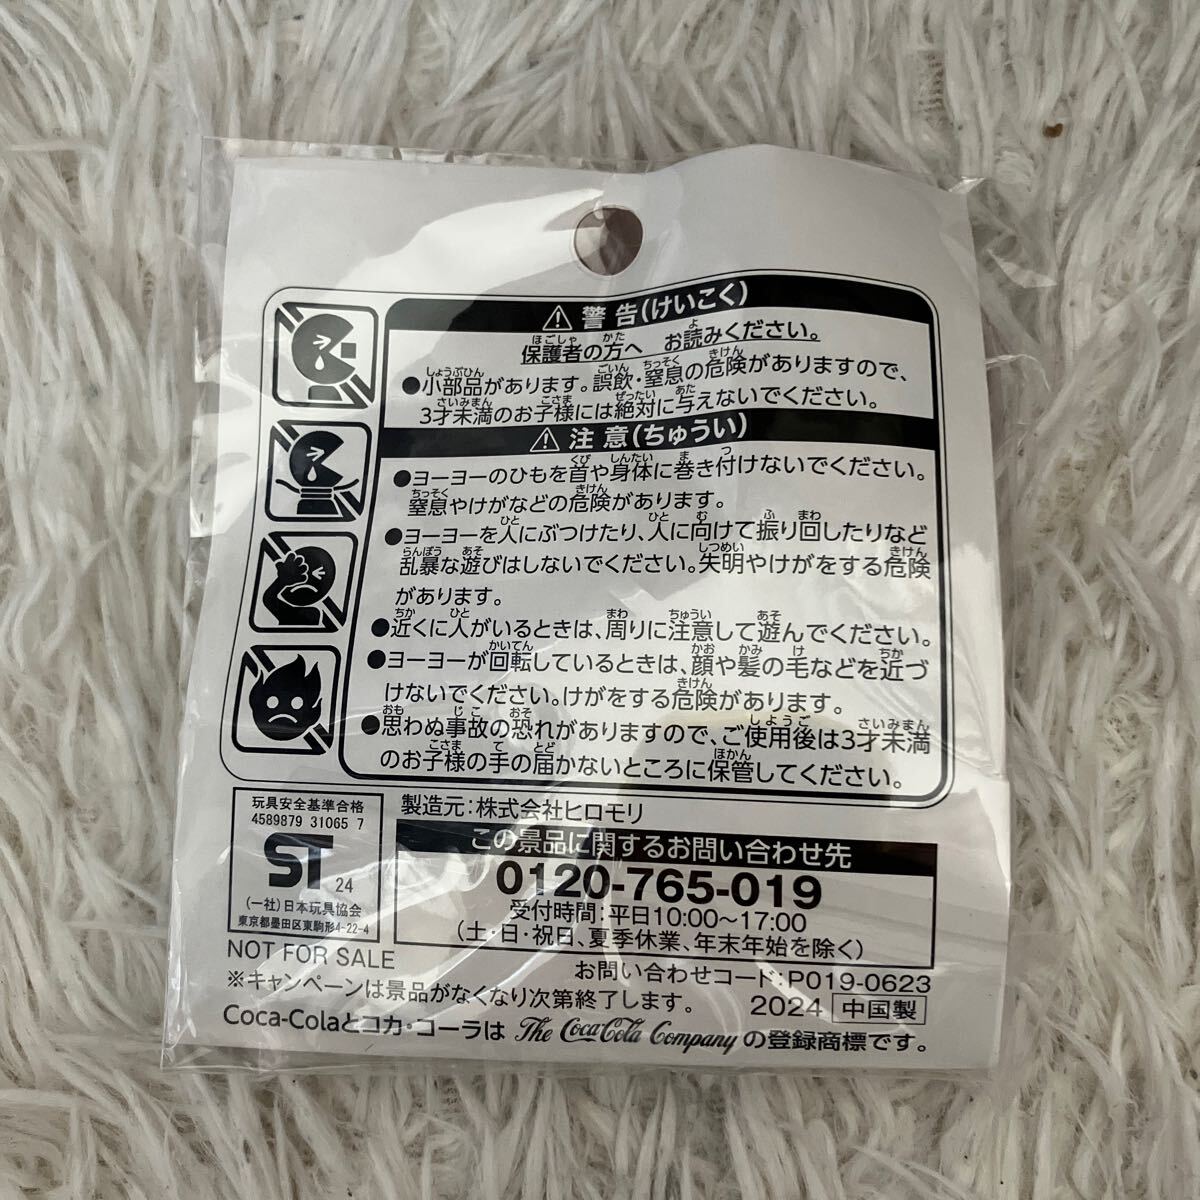 ⚠ 警告(けいこく)
保護者の方へ お読みください。
●小部品があります。誤飲・窒息の危険がありますので、
3才未満のお子様には絶対に与えないでください。
⚠ 注意(ちゅうい)
●ヨーヨーのひもを首や身体に巻き付けないでください。
窒息やけがなどの危険があります。
●ヨーヨーを人にぶつけたり、人に向けて振り回したりなど
乱暴な遊びはしないでください。失明やけがをする危険
があります。
●近くに人がいるときは、周りに注意して遊んでください。
●ヨーヨーが回転しているときは、顔や髪の毛などを近づ
けないでください。けがをする危険があります。
●思わぬ事故の恐れがありますので、ご使用後は3才未満
のお子様の手の届かないところに保管してください。
玩具安全基準合格
4589879 31065 7
ST 24
(一社)日本玩具協会
東京都墨田区東駒形4-22-4
製造元:株式会社ヒロモリ
この景品に関するお問い合わせ先
0120-765-019
受付時間:平日10:00〜17:00
(土・日・祝日、夏季休業、年末年始を除く)
NOT FOR SALE
お問い合わせコード:P019-0623
※キャンペーンは景品がなくなり次第終了します。
2024 中国製
Coca-Colaとコカ・コーラは The Coca-Cola Company の登録商標です。